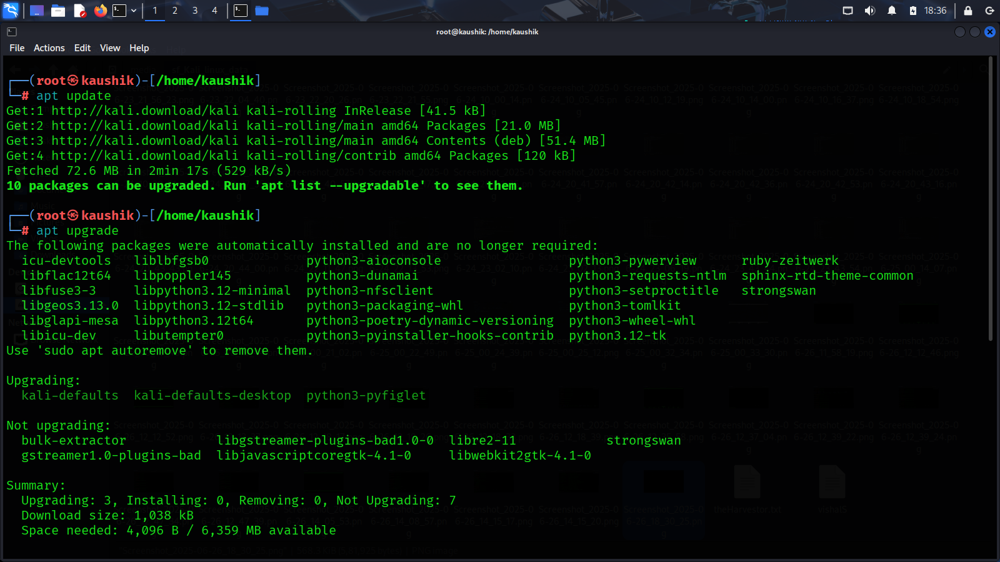 1 2 3 4 18:36
root@kaushik: /home/kaushik
File Actions Edit View Help
┌──(root㉿kaushik)-[/home/kaushik]
└─# apt update
Get:1 http://kali.download/kali kali-rolling InRelease [41.5 kB]
Get:2 http://kali.download/kali kali-rolling/main amd64 Packages [21.0 MB]
Get:3 http://kali.download/kali kali-rolling/main amd64 Contents (deb) [51.4 MB]
Get:4 http://kali.download/kali kali-rolling/contrib amd64 Packages [120 kB]
Fetched 72.6 MB in 2min 17s (529 kB/s)
10 packages can be upgraded. Run 'apt list --upgradable' to see them.
┌──(root㉿kaushik)-[/home/kaushik]
└─# apt upgrade
The following packages were automatically installed and are no longer required:
icu-devtools liblbfgsb0 python3-aioconsole python3-pywerview ruby-zeitwerk
libflac12t64 libpoppler145 python3-dunamai python3-requests-ntlm sphinx-rtd-theme-common
libfuse3-3 libpython3.12-minimal python3-nfsclient python3-setproctitle strongswan
libgeos3.13.0 libpython3.12-stdlib python3-packaging-whl python3-tomlkit
libglapi-mesa libpython3.12t64 python3-poetry-dynamic-versioning python3-wheel-whl
libicu-dev libutempter0 python3-pyinstaller-hooks-contrib python3.12-tk
Use 'sudo apt autoremove' to remove them.
Upgrading:
kali-defaults kali-defaults-desktop python3-pyfiglet
Not upgrading:
bulk-extractor libgstreamer-plugins-bad1.0-0 libre2-11 strongswan
gstreamer1.0-plugins-bad libjavascriptcoregtk-4.1-0 libwebkit2gtk-4.1-0
Summary:
Upgrading: 3, Installing: 0, Removing: 0, Not Upgrading: 7
Download size: 1,038 kB
Space needed: 4,096 B / 6,359 MB available